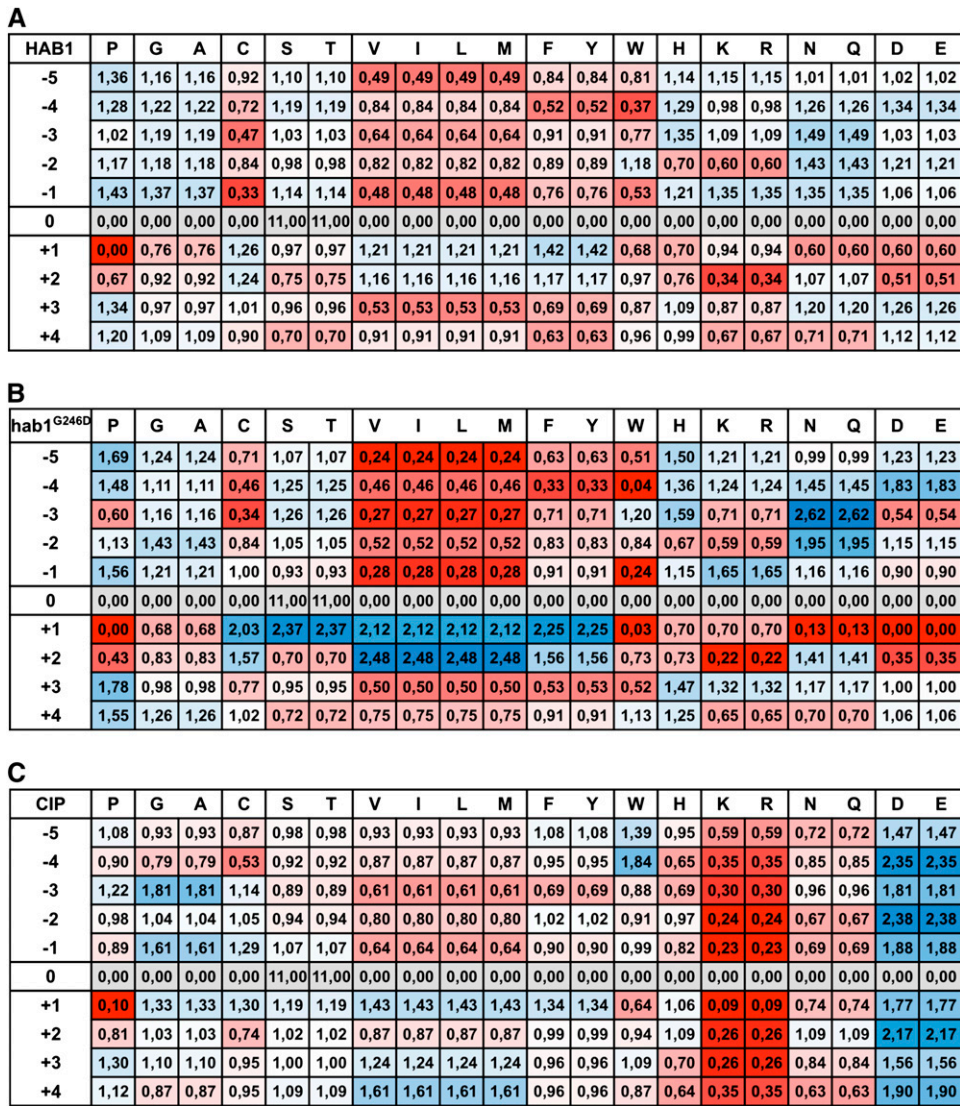 A
HAB1 P G A C S T V I L M F Y W H K R N Q D E
-5 1,36 1,16 1,16 0,92 1,10 1,10 0,49 0,49 0,49 0,49 0,84 0,84 0,81 1,14 1,15 1,15 1,01 1,01 1,02 1,02
-4 1,28 1,22 1,22 0,72 1,19 1,19 0,84 0,84 0,84 0,84 0,52 0,52 0,37 1,29 0,98 0,98 1,26 1,26 1,34 1,34
-3 1,02 1,19 1,19 0,47 1,03 1,03 0,64 0,64 0,64 0,64 0,91 0,91 0,77 1,35 1,09 1,09 1,49 1,49 1,03 1,03
-2 1,17 1,18 1,18 0,84 0,98 0,98 0,82 0,82 0,82 0,82 0,89 0,89 1,18 0,70 0,60 0,60 1,43 1,43 1,21 1,21
-1 1,43 1,37 1,37 0,33 1,14 1,14 0,48 0,48 0,48 0,48 0,76 0,76 0,53 1,21 1,35 1,35 1,35 1,35 1,06 1,06
0 0,00 0,00 0,00 0,00 11,00 11,00 0,00 0,00 0,00 0,00 0,00 0,00 0,00 0,00 0,00 0,00 0,00 0,00 0,00 0,00
+1 0,00 0,76 0,76 1,26 0,97 0,97 1,21 1,21 1,21 1,21 1,42 1,42 0,68 0,70 0,94 0,94 0,60 0,60 0,60 0,60
+2 0,67 0,92 0,92 1,24 0,75 0,75 1,16 1,16 1,16 1,16 1,17 1,17 0,97 0,76 0,34 0,34 1,07 1,07 0,51 0,51
+3 1,34 0,97 0,97 1,01 0,96 0,96 0,53 0,53 0,53 0,53 0,69 0,69 0,87 1,09 0,87 0,87 1,20 1,20 1,26 1,26
+4 1,20 1,09 1,09 0,90 0,70 0,70 0,91 0,91 0,91 0,91 0,63 0,63 0,96 0,99 0,67 0,67 0,71 0,71 1,12 1,12
B
hab1G246D P G A C S T V I L M F Y W H K R N Q D E
-5 1,69 1,24 1,24 0,71 1,07 1,07 0,24 0,24 0,24 0,24 0,63 0,63 0,51 1,50 1,21 1,21 0,99 0,99 1,23 1,23
-4 1,48 1,11 1,11 0,46 1,25 1,25 0,46 0,46 0,46 0,46 0,33 0,33 0,04 1,36 1,24 1,24 1,45 1,45 1,83 1,83
-3 0,60 1,16 1,16 0,34 1,26 1,26 0,27 0,27 0,27 0,27 0,71 0,71 1,20 1,59 0,71 0,71 2,62 2,62 0,54 0,54
-2 1,13 1,43 1,43 0,84 1,05 1,05 0,52 0,52 0,52 0,52 0,83 0,83 0,84 0,67 0,59 0,59 1,95 1,95 1,15 1,15
-1 1,56 1,21 1,21 1,00 0,93 0,93 0,28 0,28 0,28 0,28 0,91 0,91 0,24 1,15 1,65 1,65 1,16 1,16 0,90 0,90
0 0,00 0,00 0,00 0,00 11,00 11,00 0,00 0,00 0,00 0,00 0,00 0,00 0,00 0,00 0,00 0,00 0,00 0,00 0,00 0,00
+1 0,00 0,68 0,68 2,03 2,37 2,37 2,12 2,12 2,12 2,12 2,25 2,25 0,03 0,70 0,70 0,70 0,13 0,13 0,00 0,00
+2 0,43 0,83 0,83 1,57 0,70 0,70 2,48 2,48 2,48 2,48 1,56 1,56 0,73 0,73 0,22 0,22 1,41 1,41 0,35 0,35
+3 1,78 0,98 0,98 0,77 0,95 0,95 0,50 0,50 0,50 0,50 0,53 0,53 0,52 1,47 1,32 1,32 1,17 1,17 1,00 1,00
+4 1,55 1,26 1,26 1,02 0,72 0,72 0,75 0,75 0,75 0,75 0,91 0,91 1,13 1,25 0,65 0,65 0,70 0,70 1,06 1,06
C
CIP P G A C S T V I L M F Y W H K R N Q D E
-5 1,08 0,93 0,93 0,87 0,98 0,98 0,93 0,93 0,93 0,93 1,08 1,08 1,39 0,95 0,59 0,59 0,72 0,72 1,47 1,47
-4 0,90 0,79 0,79 0,53 0,92 0,92 0,87 0,87 0,87 0,87 0,95 0,95 1,84 0,65 0,35 0,35 0,85 0,85 2,35 2,35
-3 1,22 1,81 1,81 1,14 0,89 0,89 0,61 0,61 0,61 0,61 0,69 0,69 0,88 0,69 0,30 0,30 0,96 0,96 1,81 1,81
-2 0,98 1,04 1,04 1,05 0,94 0,94 0,80 0,80 0,80 0,80 1,02 1,02 0,91 0,97 0,24 0,24 0,67 0,67 2,38 2,38
-1 0,89 1,61 1,61 1,29 1,07 1,07 0,64 0,64 0,64 0,64 0,90 0,90 0,99 0,82 0,23 0,23 0,69 0,69 1,88 1,88
0 0,00 0,00 0,00 0,00 11,00 11,00 0,00 0,00 0,00 0,00 0,00 0,00 0,00 0,00 0,00 0,00 0,00 0,00 0,00 0,00
+1 0,10 1,33 1,33 1,30 1,19 1,19 1,43 1,43 1,43 1,43 1,34 1,34 0,64 1,06 0,09 0,09 0,74 0,74 1,77 1,77
+2 0,81 1,03 1,03 0,74 1,02 1,02 0,87 0,87 0,87 0,87 0,99 0,99 0,94 1,09 0,26 0,26 1,09 1,09 2,17 2,17
+3 1,30 1,10 1,10 0,95 1,00 1,00 1,24 1,24 1,24 1,24 0,96 0,96 1,09 0,70 0,26 0,26 0,84 0,84 1,56 1,56
+4 1,12 0,87 0,87 0,95 1,09 1,09 1,61 1,61 1,61 1,61 0,96 0,96 0,87 0,64 0,35 0,35 0,63 0,63 1,90 1,90